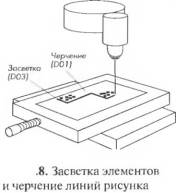 Черчение
(D01)
Засветка
(D03)
.8. Засветка элементов
и черчение линий рисунка